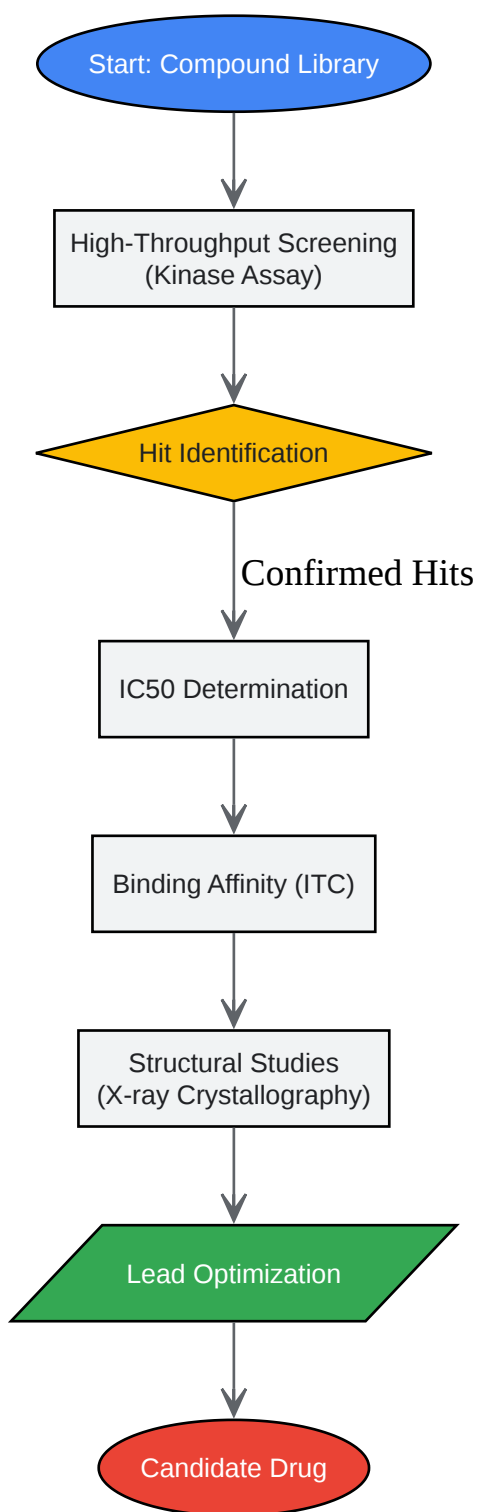 Start: Compound Library
High-Throughput Screening
(Kinase Assay)
Hit Identification
Confirmed Hits
IC50 Determination
Binding Affinity (ITC)
Structural Studies
(X-ray Crystallography)
Lead Optimization
Candidate Drug